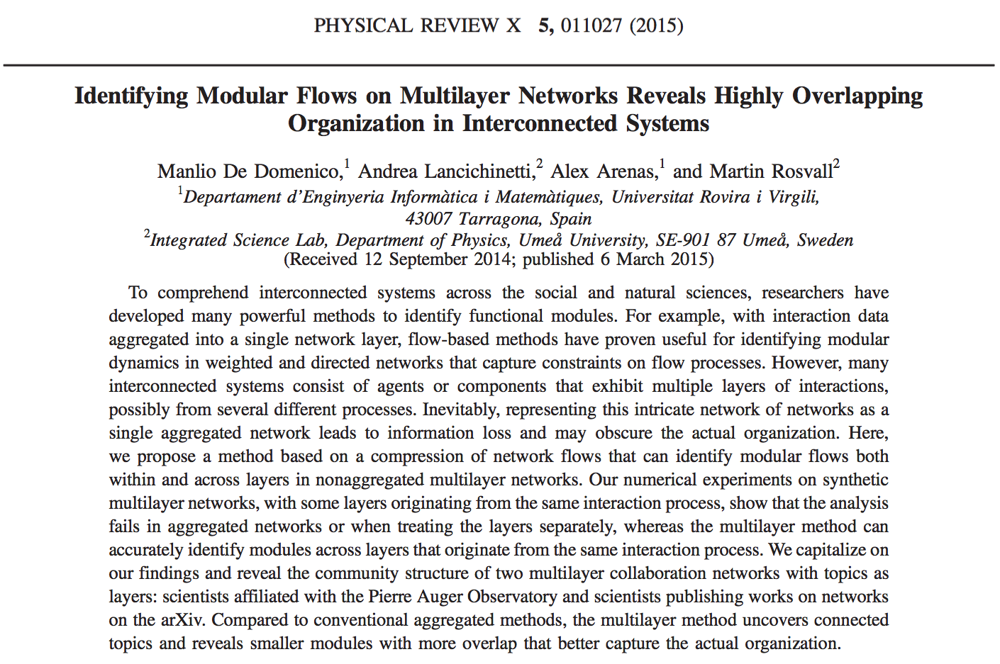 PHYSICAL REVIEW X 5, 011027 (2015)
Identifying Modular Flows on Multilayer Networks Reveals Highly Overlapping
Organization in Interconnected Systems
Manlio De Domenico,1 Andrea Lancichinetti,2 Alex Arenas,1 and Martin Rosvall2
1Departament d'Enginyeria Informàtica i Matemàtiques, Universitat Rovira i Virgili,
43007 Tarragona, Spain
2Integrated Science Lab, Department of Physics, Umeå University, SE-901 87 Umeå, Sweden
(Received 12 September 2014; published 6 March 2015)
To comprehend interconnected systems across the social and natural sciences, researchers have
developed many powerful methods to identify functional modules. For example, with interaction data
aggregated into a single network layer, flow-based methods have proven useful for identifying modular
dynamics in weighted and directed networks that capture constraints on flow processes. However, many
interconnected systems consist of agents or components that exhibit multiple layers of interactions,
possibly from several different processes. Inevitably, representing this intricate network of networks as a
single aggregated network leads to information loss and may obscure the actual organization. Here,
we propose a method based on a compression of network flows that can identify modular flows both
within and across layers in nonaggregated multilayer networks. Our numerical experiments on synthetic
multilayer networks, with some layers originating from the same interaction process, show that the analysis
fails in aggregated networks or when treating the layers separately, whereas the multilayer method can
accurately identify modules across layers that originate from the same interaction process. We capitalize on
our findings and reveal the community structure of two multilayer collaboration networks with topics as
layers: scientists affiliated with the Pierre Auger Observatory and scientists publishing works on networks
on the arXiv. Compared to conventional aggregated methods, the multilayer method uncovers connected
topics and reveals smaller modules with more overlap that better capture the actual organization.